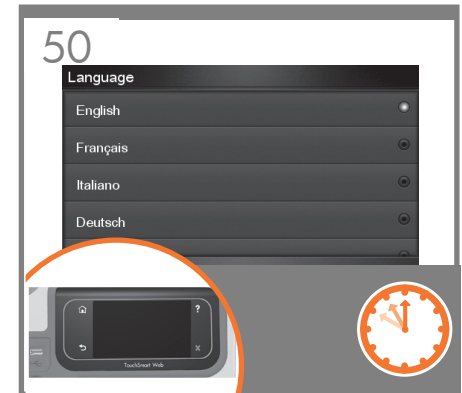 50
Language
English
Français
Italiano
Deutsch
?
x
TouchSmart Web